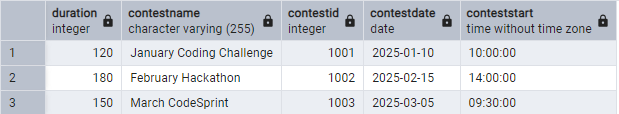 duration contestname contestid contestdate conteststart
integer character varying (255) integer date time without time zone
1 120 January Coding Challenge 1001 2025-01-10 10:00:00
2 180 February Hackathon 1002 2025-02-15 14:00:00
3 150 March CodeSprint 1003 2025-03-05 09:30:00